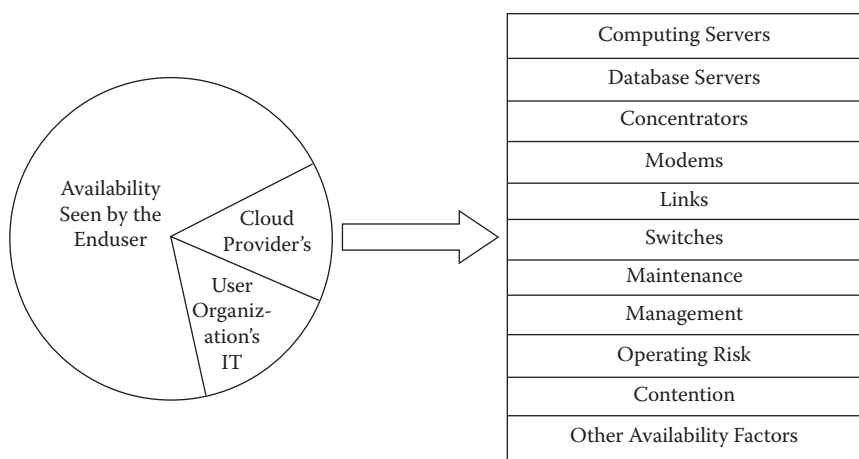 Availability
Seen by the
Enduser
Cloud
Provider's
User
Organiz-
ation's
IT
Computing Servers
Database Servers
Concentrators
Modems
Links
Switches
Maintenance
Management
Operating Risk
Contention
Other Availability Factors